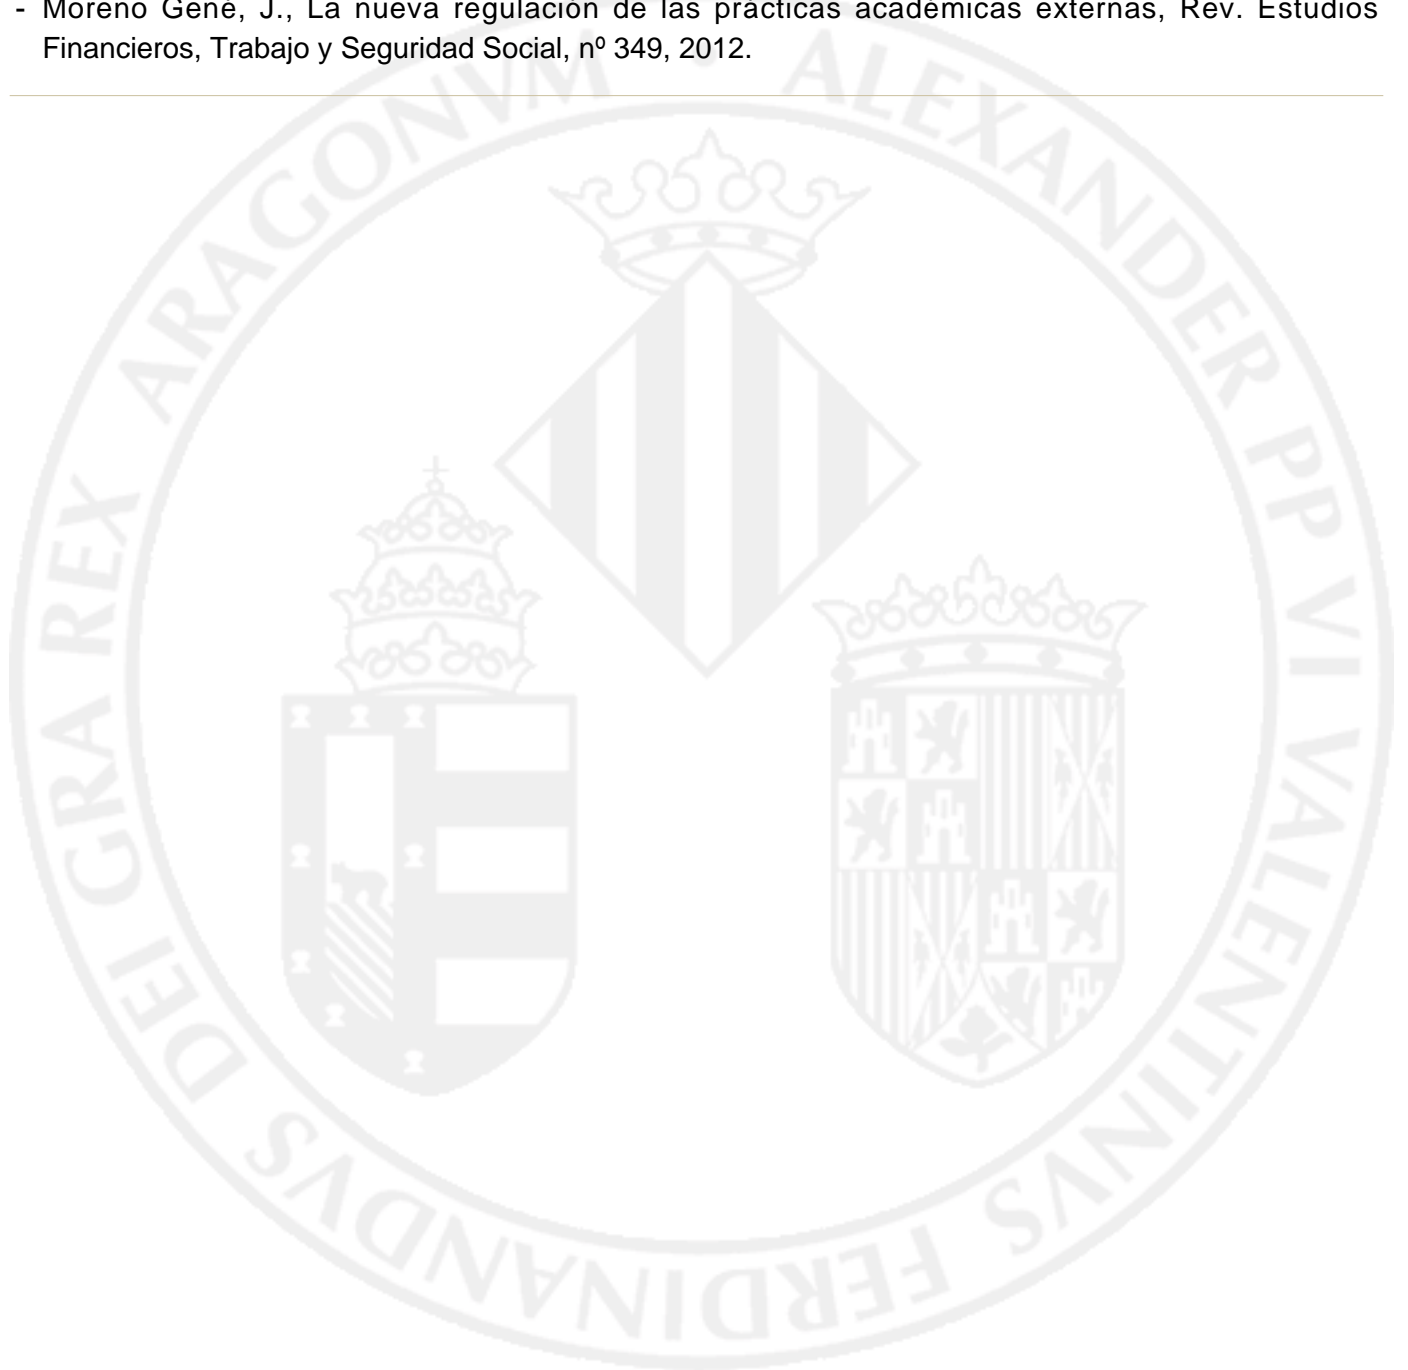 - Moreno Gené, J., La nueva regulación de las prácticas académicas externas, Rev. Estudios
Financieros, Trabajo y Seguridad Social, nº 349, 2012.
ALEXANDER PP VI VALENTINVS FERDINANDVS DEI GRA REX ARAGONVM